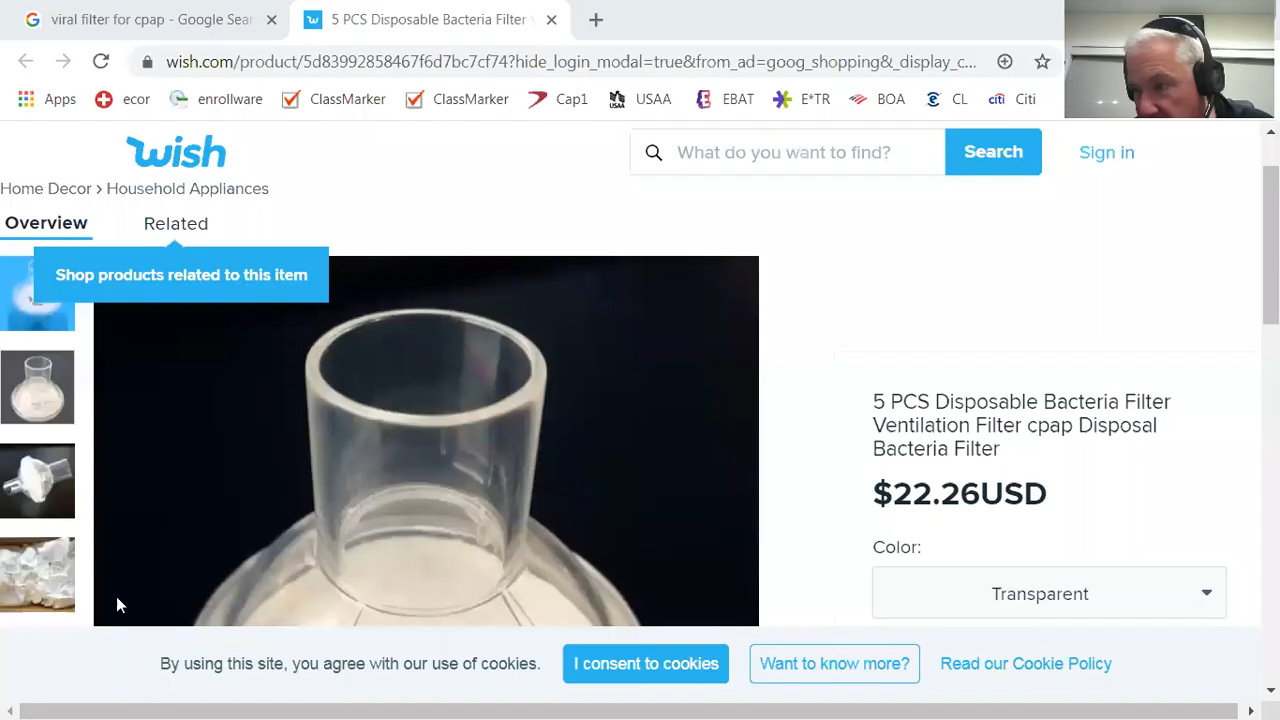 viral filter for cpap - Google Sear
5 PCS Disposable Bacteria Filter V
wish.com/product/5d83992858467f6d7bc7cf74?hide_login_modal=true&from_ad=goog_shopping&_display_c...
Apps
ecor
enrollware
ClassMarker
ClassMarker
Cap1
USAA
EBAT
E*TR
BOA
CL
citi Citi
wish
What do you want to find?
Search
Sign in
Home Decor > Household Appliances
Overview
Related
Shop products related to this item
5 PCS Disposable Bacteria Filter
Ventilation Filter cpap Disposal
Bacteria Filter
$22.26USD
Color:
Transparent
By using this site, you agree with our use of cookies.
I consent to cookies
Want to know more?
Read our Cookie Policy